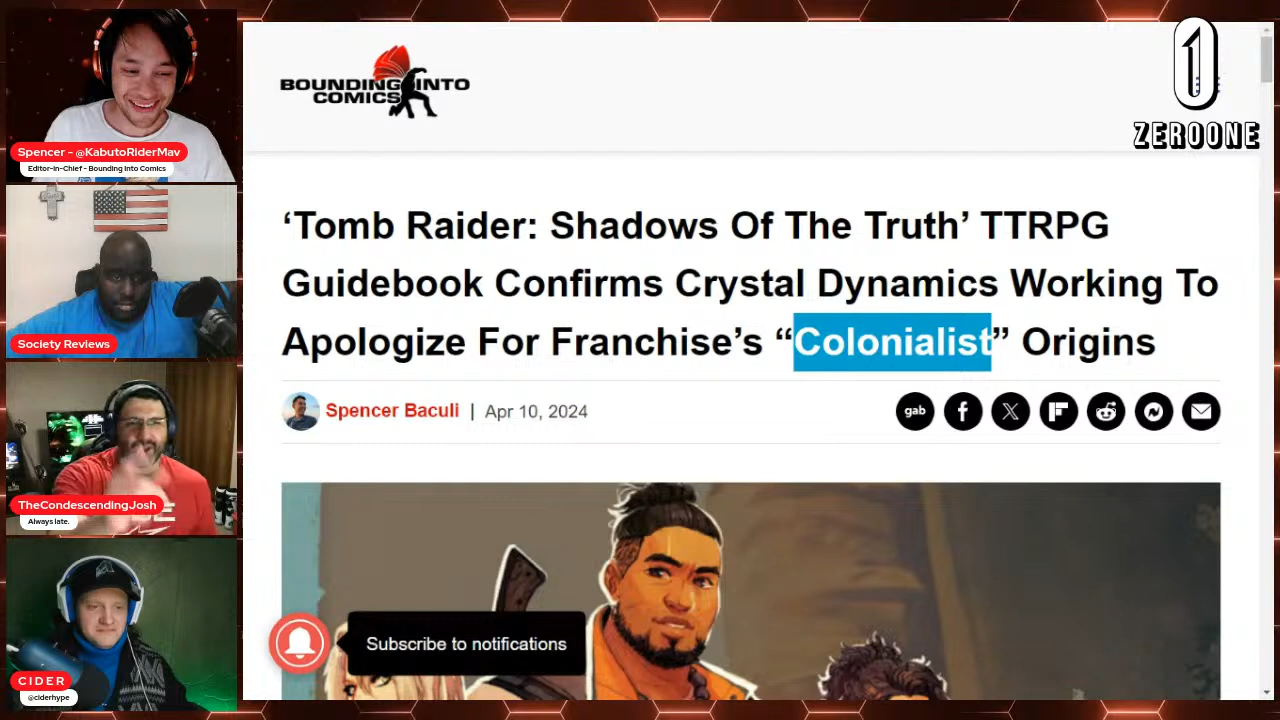 Spencer - @KabutoRiderMav
Editor-in-Chief - Bounding Into Comics
Society Reviews
TheCondescendingJosh
Always late.
CIDER
@ciderhype
BOUNDING INTO
COMICS
1
ZEROONE
‘Tomb Raider: Shadows Of The Truth’ TTRPG
Guidebook Confirms Crystal Dynamics Working To
Apologize For Franchise’s “Colonialist” Origins
Spencer Baculi | Apr 10, 2024
gab
Subscribe to notifications